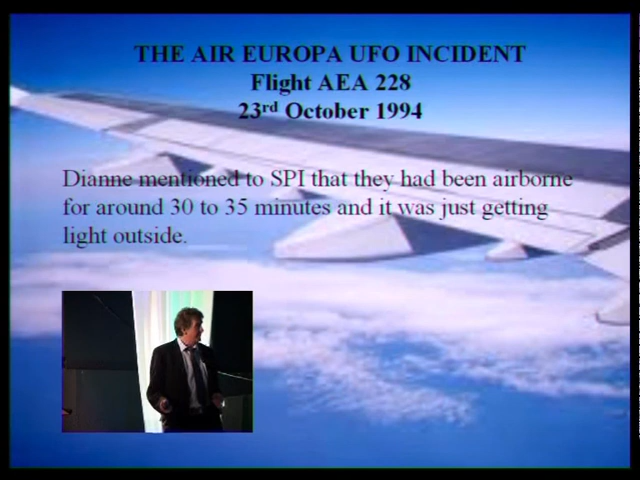 THE AIR EUROPA UFO INCIDENT
Flight AEA 228
23rd October 1994
Dianne mentioned to SPI that they had been airborne
for around 30 to 35 minutes and it was just getting
light outside.